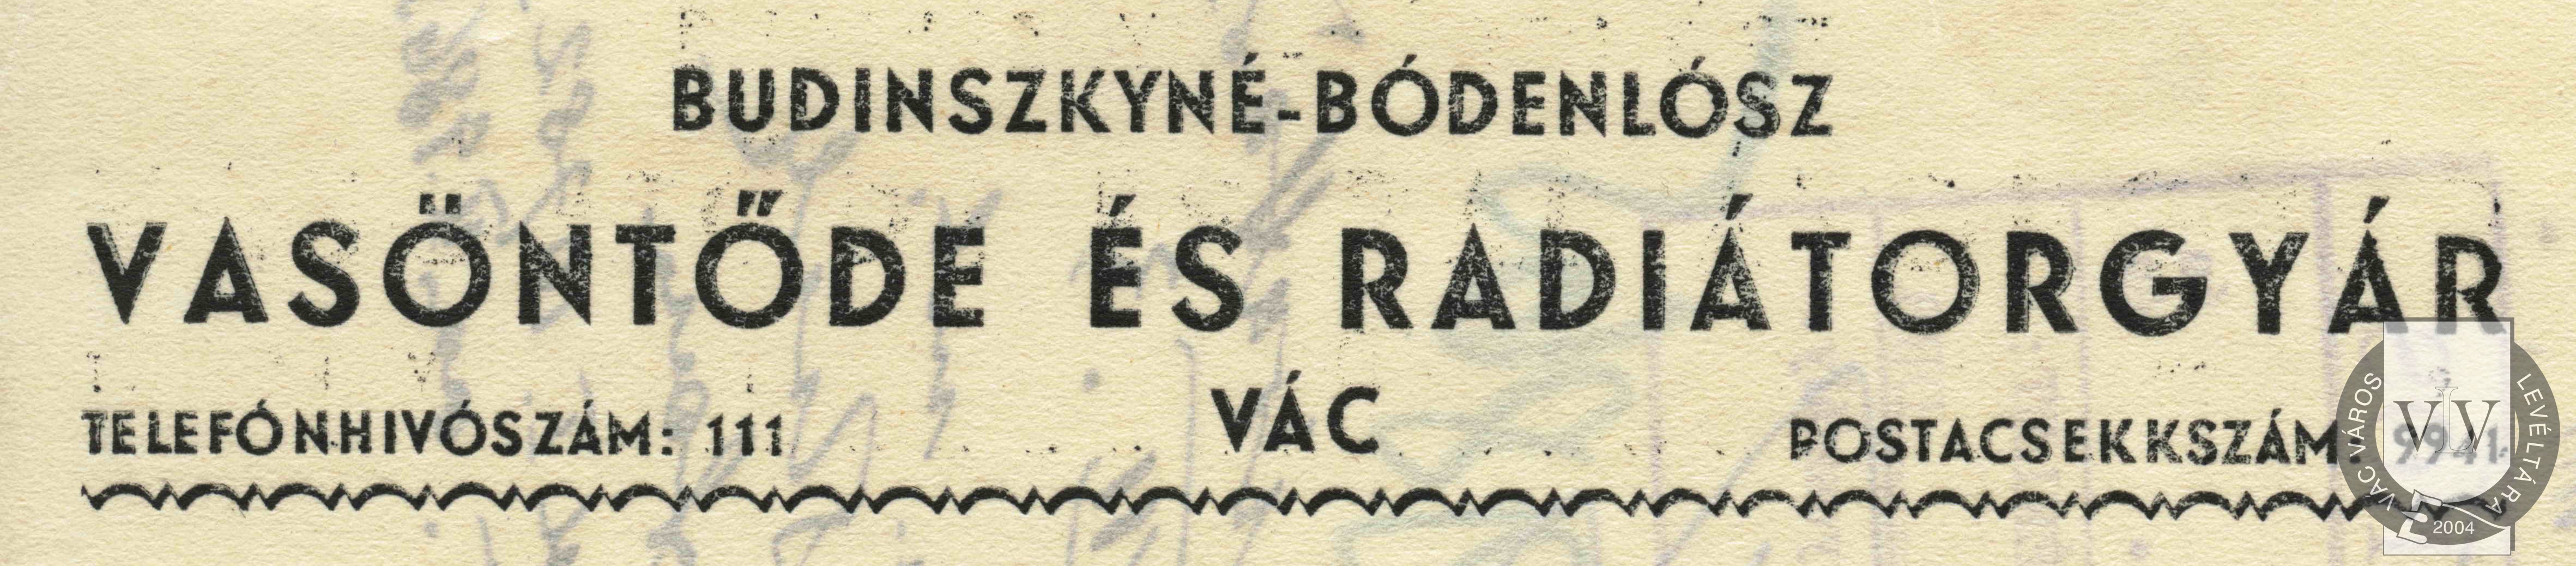 BUDINSZKYNÉ-BÓDENLÓSZ
VASÖNTŐDE ÉS RADIÁTORGYÁR
VÁC
TELEFÓNHIVÓSZÁM: 111
POSTACSEKKSZÁM
VÁC VÁROS LEVÉLTÁRA
VLV
2004